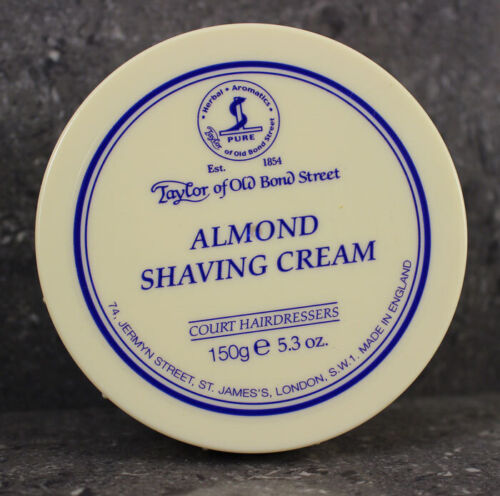 Herbal • Aromatics
PURE
Taylor of Old Bond Street
Est. 1854
Taylor of Old Bond Street
ALMOND
SHAVING CREAM
COURT HAIRDRESSERS
150g e 5.3 oz.
74, JERMYN STREET, ST. JAMES'S, LONDON, S.W.1. MADE IN ENGLAND